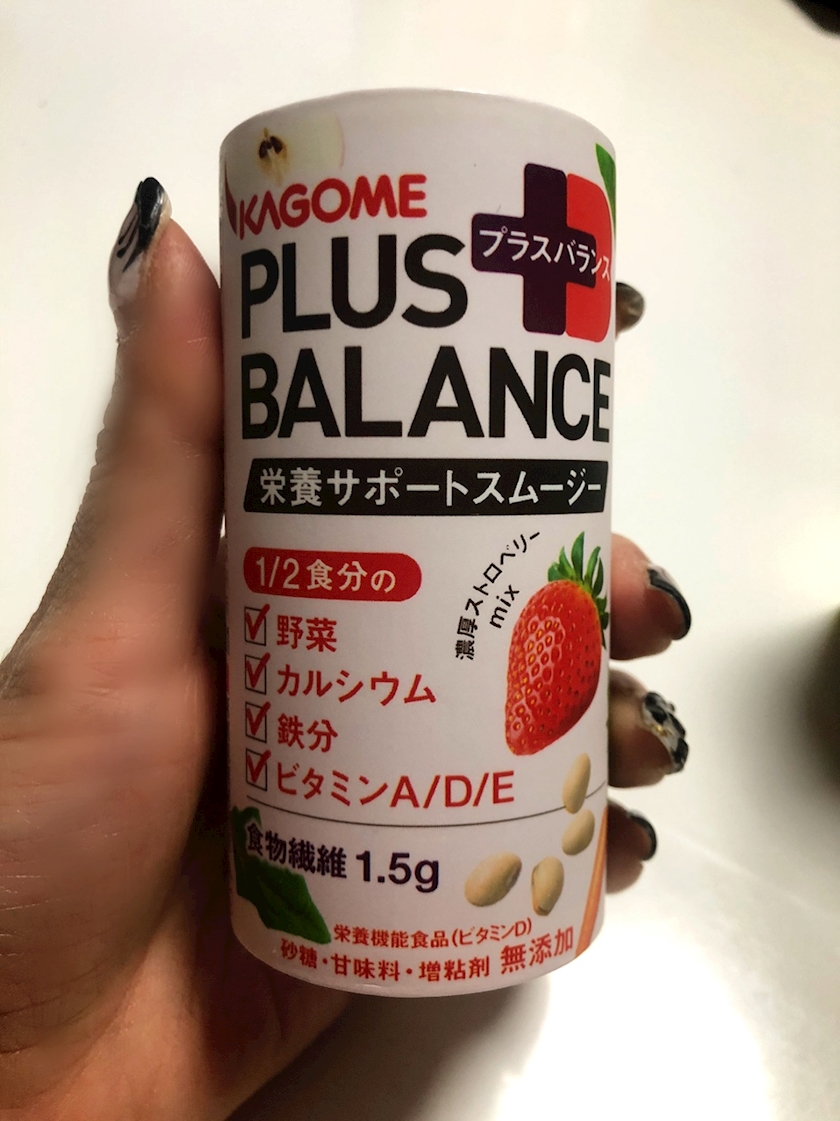 KAGOME
PLUS
プラスバランス
BALANCE
栄養サポートスムージー
濃厚ストロベリー
mix
1/2食分の
野菜
カルシウム
鉄分
ビタミンA/D/E
食物繊維 1.5g
栄養機能食品(ビタミンD)
砂糖・甘味料・増粘剤 無添加